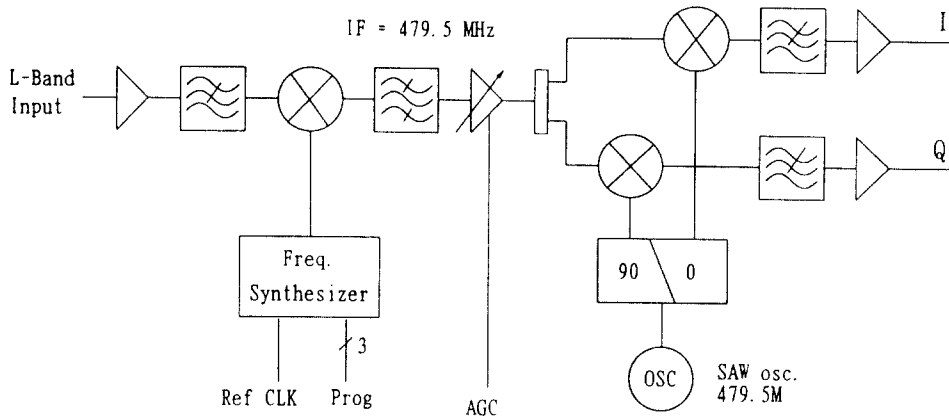 IF = 479.5 MHz
I
L-Band
Input
Q
Freq.
Synthesizer
90
0
3
OSC
SAW osc.
479.5M
Ref CLK
Prog
AGC